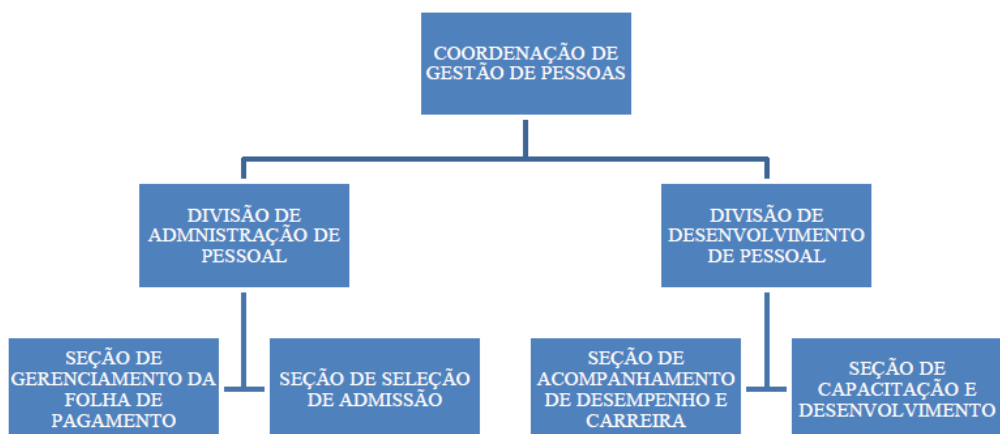 COORDENAÇÃO DE
GESTÃO DE PESSOAS
DIVISÃO DE
ADMNISTRAÇÃO DE
PESSOAL
DIVISÃO DE
DESENVOLVIMENTO
DE PESSOAL
SEÇÃO DE
GERENCIAMENTO DA
FOLHA DE
PAGAMENTO
SEÇÃO DE SELEÇÃO
DE ADMISSÃO
SEÇÃO DE
ACOMPANHAMENTO
DE DESEMPENHO E
CARREIRA
SEÇÃO DE
CAPACITAÇÃO E
DESENVOLVIMENTO